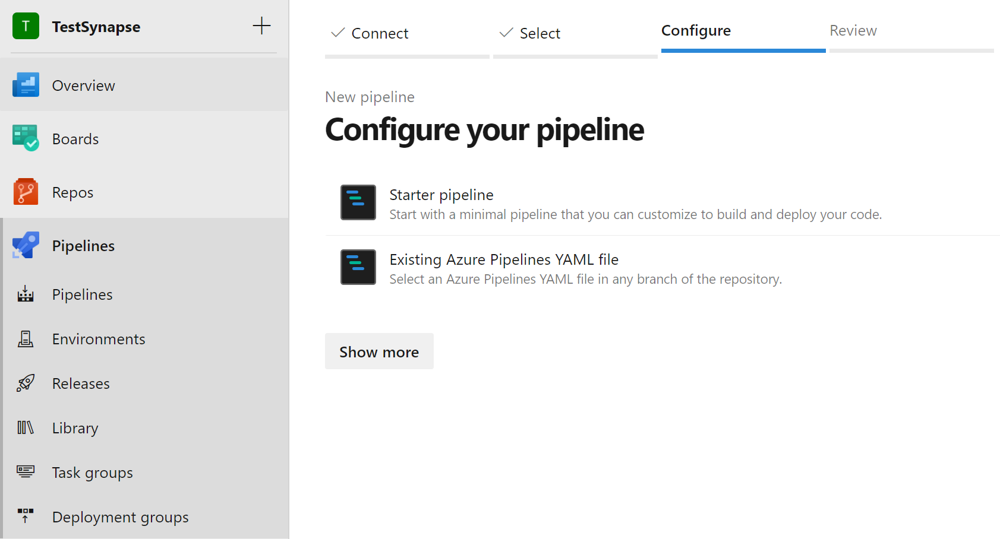 T
TestSynapse
Overview
Boards
Repos
Pipelines
Pipelines
Environments
Releases
Library
Task groups
Deployment groups
Connect
Select
Configure
Review
New pipeline
Configure your pipeline
Starter pipeline
Start with a minimal pipeline that you can customize to build and deploy your code.
Existing Azure Pipelines YAML file
Select an Azure Pipelines YAML file in any branch of the repository.
Show more